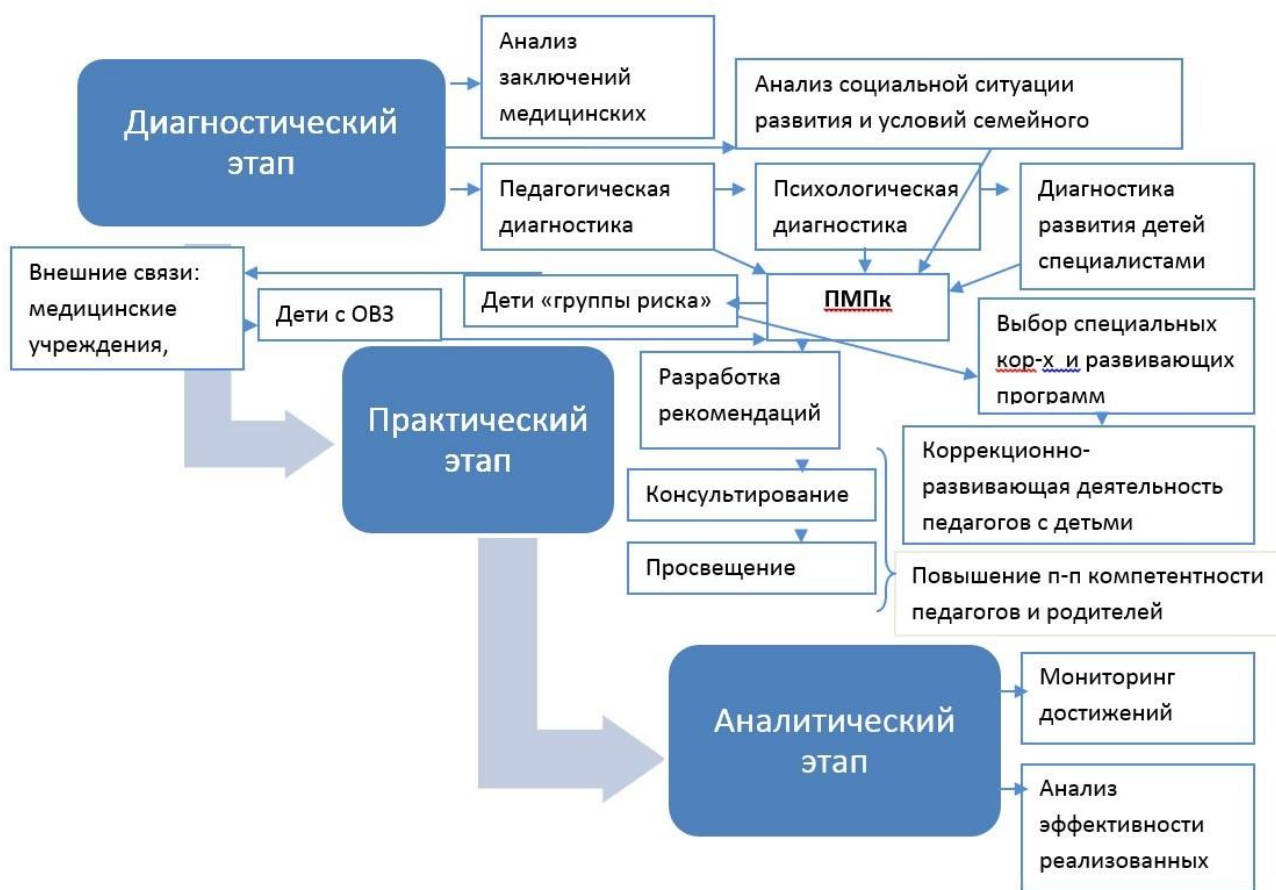 Анализ
заключений
медицинских
Диагностический
этап
Анализ социальной ситуации
развития и условий семейного
Педагогическая
диагностика
Психологическая
диагностика
Диагностика
развития детей
специалистами
Внешние связи:
медицинские
учреждения,
Дети с ОВЗ
Дети «группы риска»
ПМПк
Выбор специальных
кор-х и развивающих
программ
Практический
этап
Разработка
рекомендаций
Консультирование
Просвещение
Коррекционно-
развивающая деятельность
педагогов с детьми
Повышение п-п компетентности
педагогов и родителей
Аналитический
этап
Мониторинг
достижений
Анализ
эффективности
реализованных